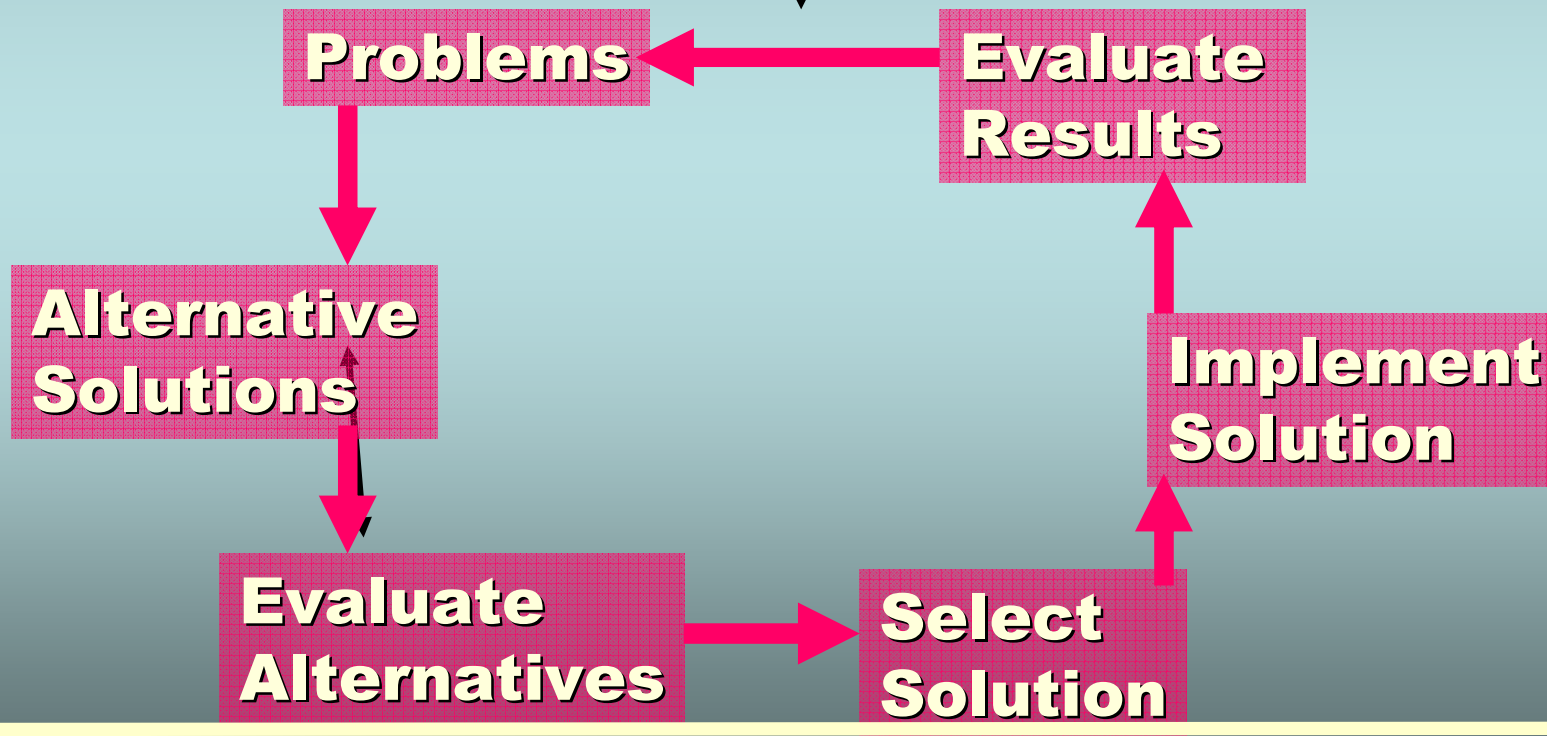 Problems
Evaluate
Results
Alternative
Solutions
Implement
Solution
Evaluate
Alternatives
Select
Solution